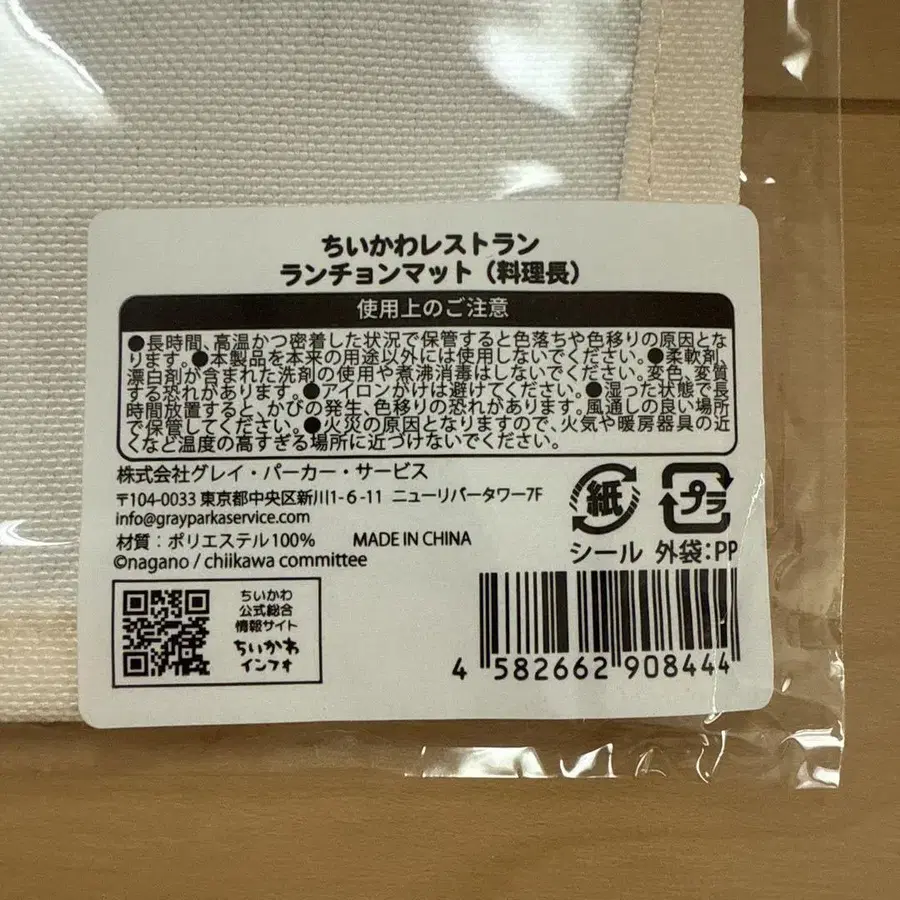 ちいかわレストラン
ランチョンマット（料理長）
使用上のご注意
●長時間、高温かつ密着した状況で保管すると色落ちや色移りの原因とな
ります。●本製品を本来の用途以外には使用しないでください。●柔軟剤、
漂白剤が含まれた洗剤の使用や煮沸消毒はしないでください。変色、変質
する恐れがあります。●アイロンがけは避けてください。●湿った状態で長
時間放置すると、かびの発生、色移りの恐れがあります。風通しの良い場所
で保管してください。●火災の原因となりますので、火気や暖房器具の近
くなど温度の高すぎる場所に近づけないでください。
株式会社グレイ・パーカー・サービス
〒104-0033 東京都中央区新川1-6-11 ニューリバータワー7F
info@grayparkaservice.com
材質：ポリエステル100% MADE IN CHINA
©nagano / chiikawa committee
紙
シール
プラ
外袋：PP
ちいかわ
公式総合
情報サイト
ちいかわ
インフォ
4 582662 908444